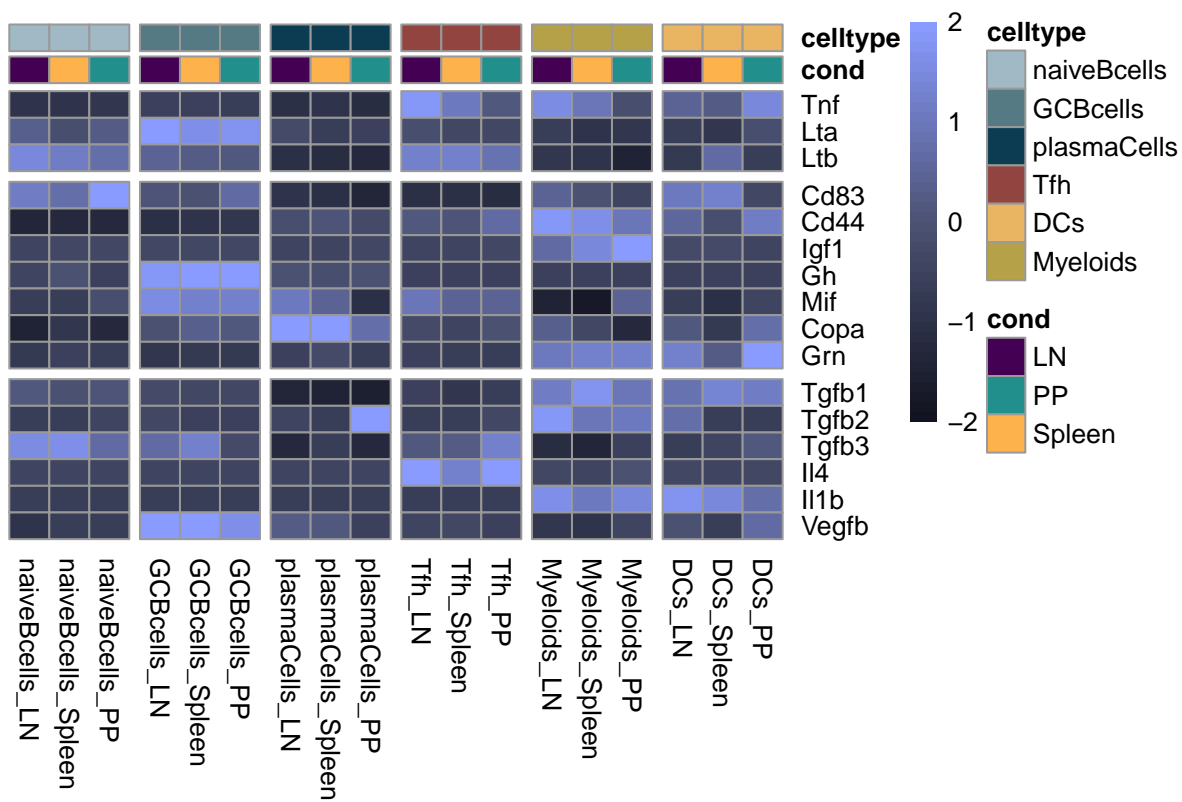 celltype
cond
Tnf
Lta
Ltb
Cd83
Cd44
Igf1
Gh
Mif
Copa
Grn
Tgfb1
Tgfb2
Tgfb3
Il4
Il1b
Vegfb
naiveBcells_LN
naiveBcells_Spleen
naiveBcells_PP
GCBcells_LN
GCBcells_Spleen
GCBcells_PP
plasmaCells_LN
plasmaCells_Spleen
plasmaCells_PP
Tfh_LN
Tfh_Spleen
Tfh_PP
Myeloids_LN
Myeloids_Spleen
Myeloids_PP
DCs_LN
DCs_Spleen
DCs_PP
2
1
0
−1
−2
celltype
naiveBcells
GCBcells
plasmaCells
Tfh
DCs
Myeloids
cond
LN
PP
Spleen